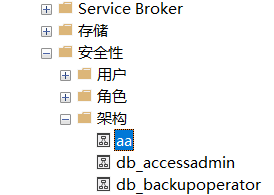 Service Broker
存储
安全性
用户
角色
架构
aa
db_accessadmin
db_backupoperator